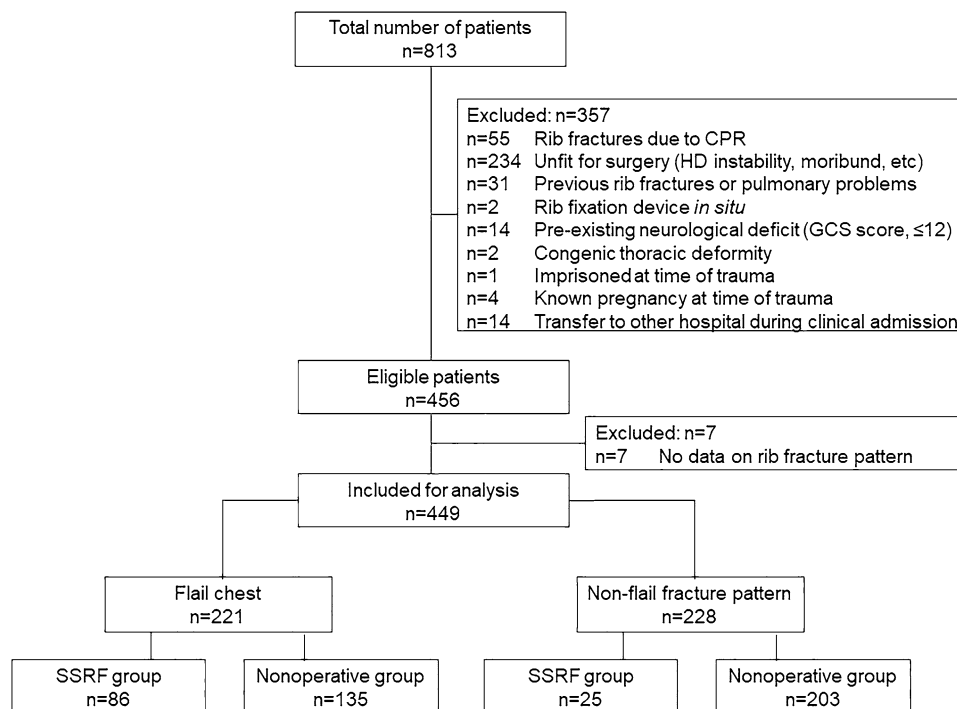 Total number of patients
n=813
Excluded: n=357
n=55 Rib fractures due to CPR
n=234 Unfit for surgery (HD instability, moribund, etc)
n=31 Previous rib fractures or pulmonary problems
n=2 Rib fixation device in situ
n=14 Pre-existing neurological deficit (GCS score, ≤12)
n=2 Congenic thoracic deformity
n=1 Imprisoned at time of trauma
n=4 Known pregnancy at time of trauma
n=14 Transfer to other hospital during clinical admission
Eligible patients
n=456
Excluded: n=7
n=7 No data on rib fracture pattern
Included for analysis
n=449
Flail chest
n=221
Non-flail fracture pattern
n=228
SSRF group
n=86
Nonoperative group
n=135
SSRF group
n=25
Nonoperative group
n=203